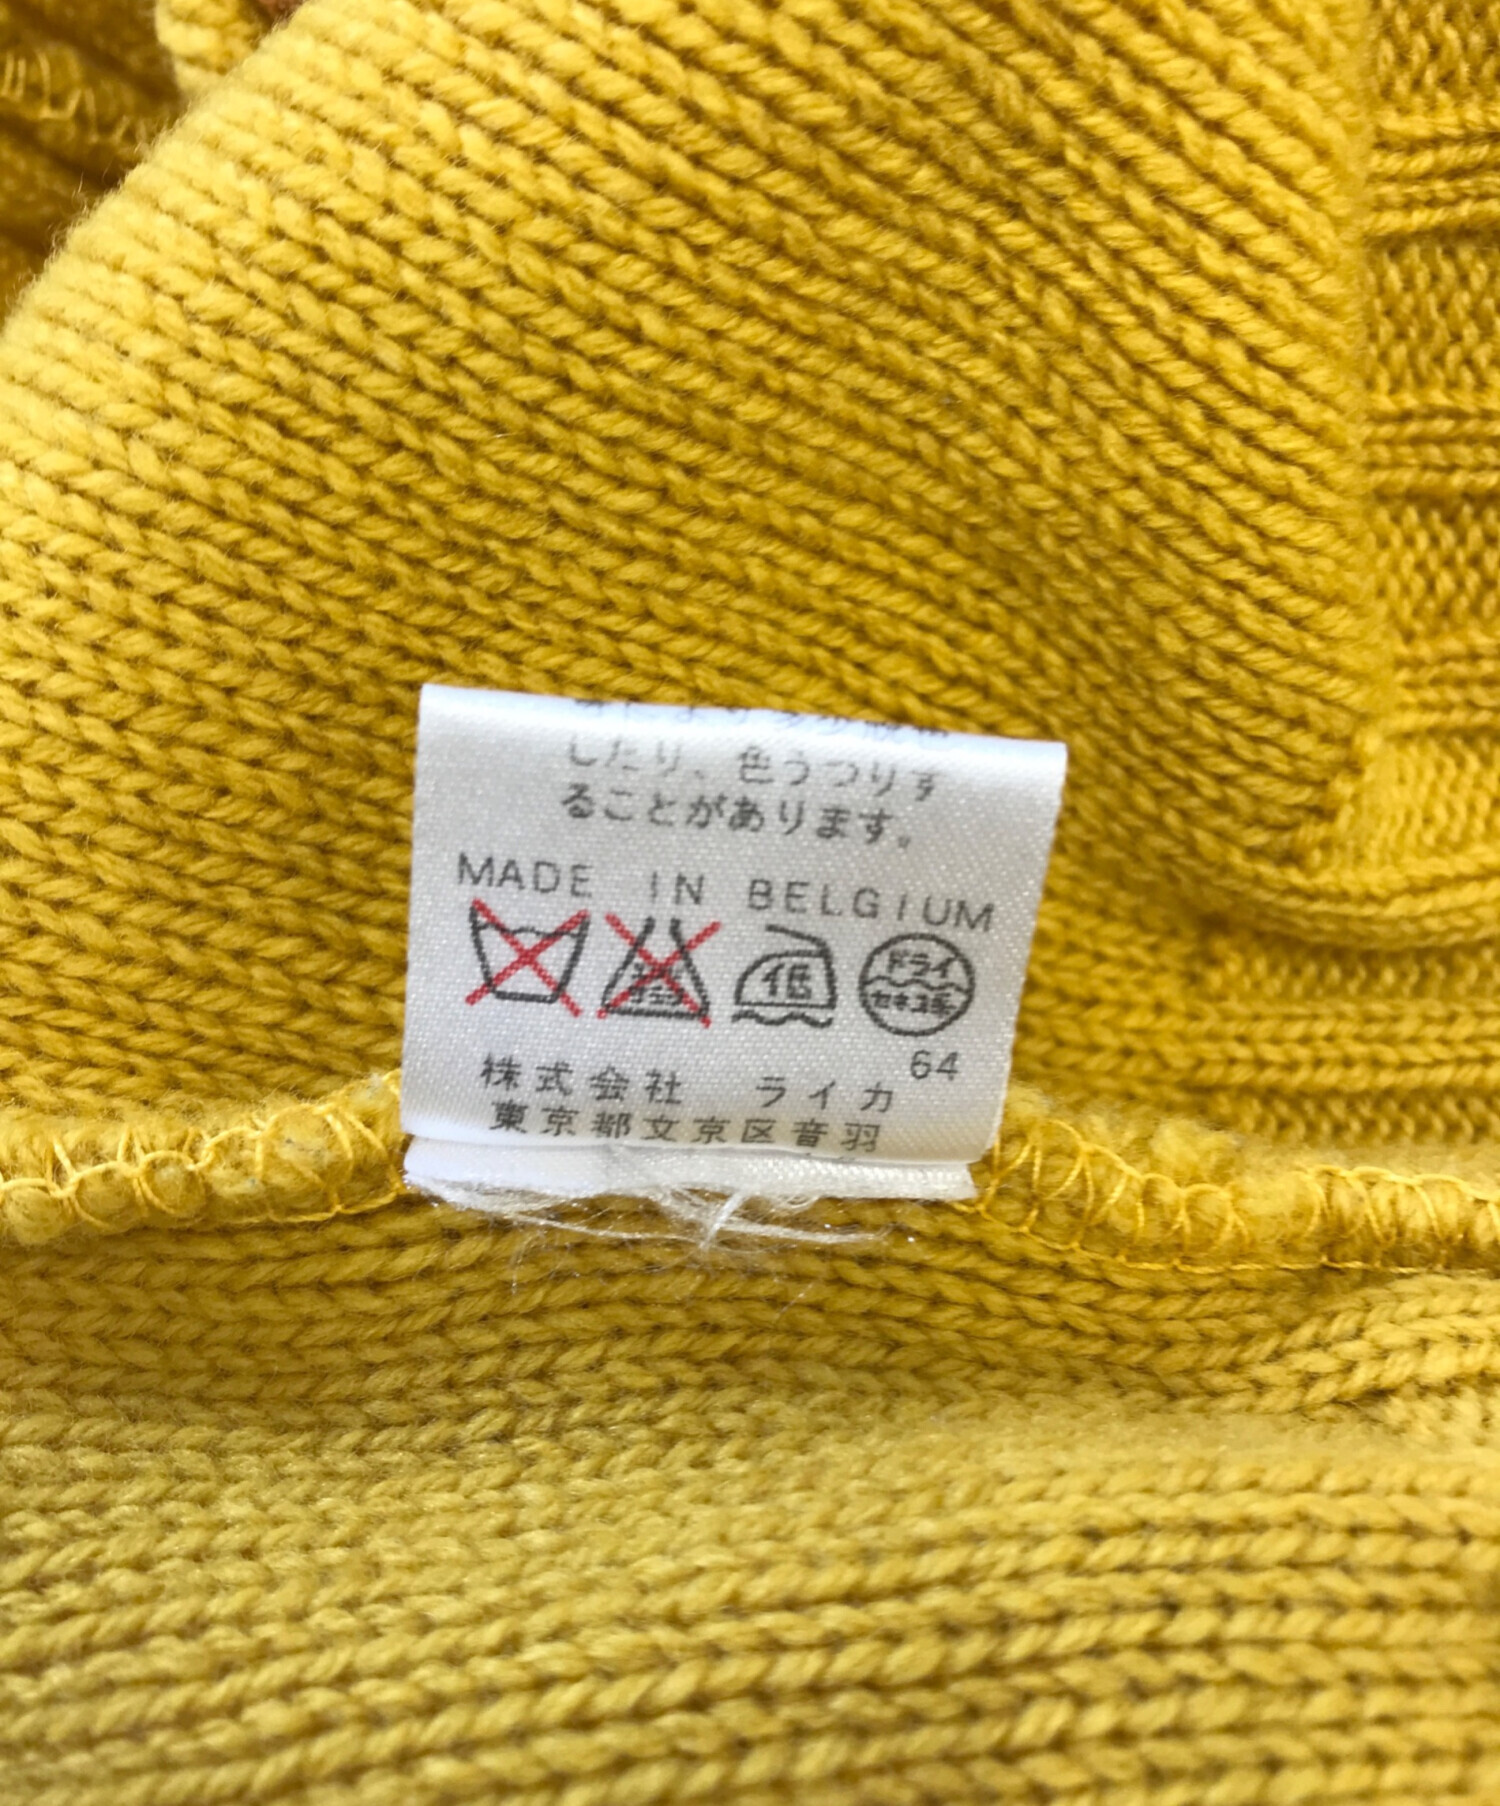 したり、色うつりす
ることがあります。
MADE IN BELGIUM
低
ドライ
セキユ系
64
株式会社 ライカ
東京都文京区音羽